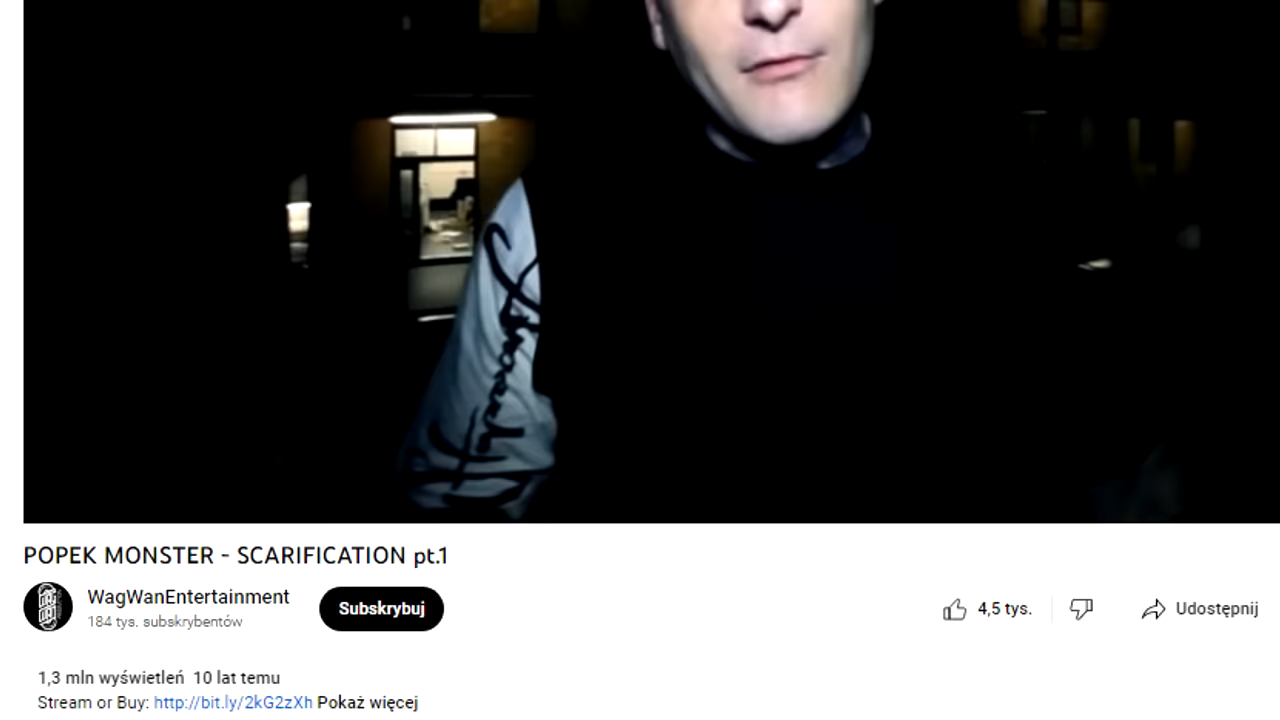 POPEK MONSTER - SCARIFICATION pt.1
WagWanEntertainment
184 tys. subskrybentów
Subskrybuj
4,5 tys.
Udostępnij
1,3 mln wyświetleń 10 lat temu
Stream or Buy: http://bit.ly/2kG2zXh Pokaż więcej